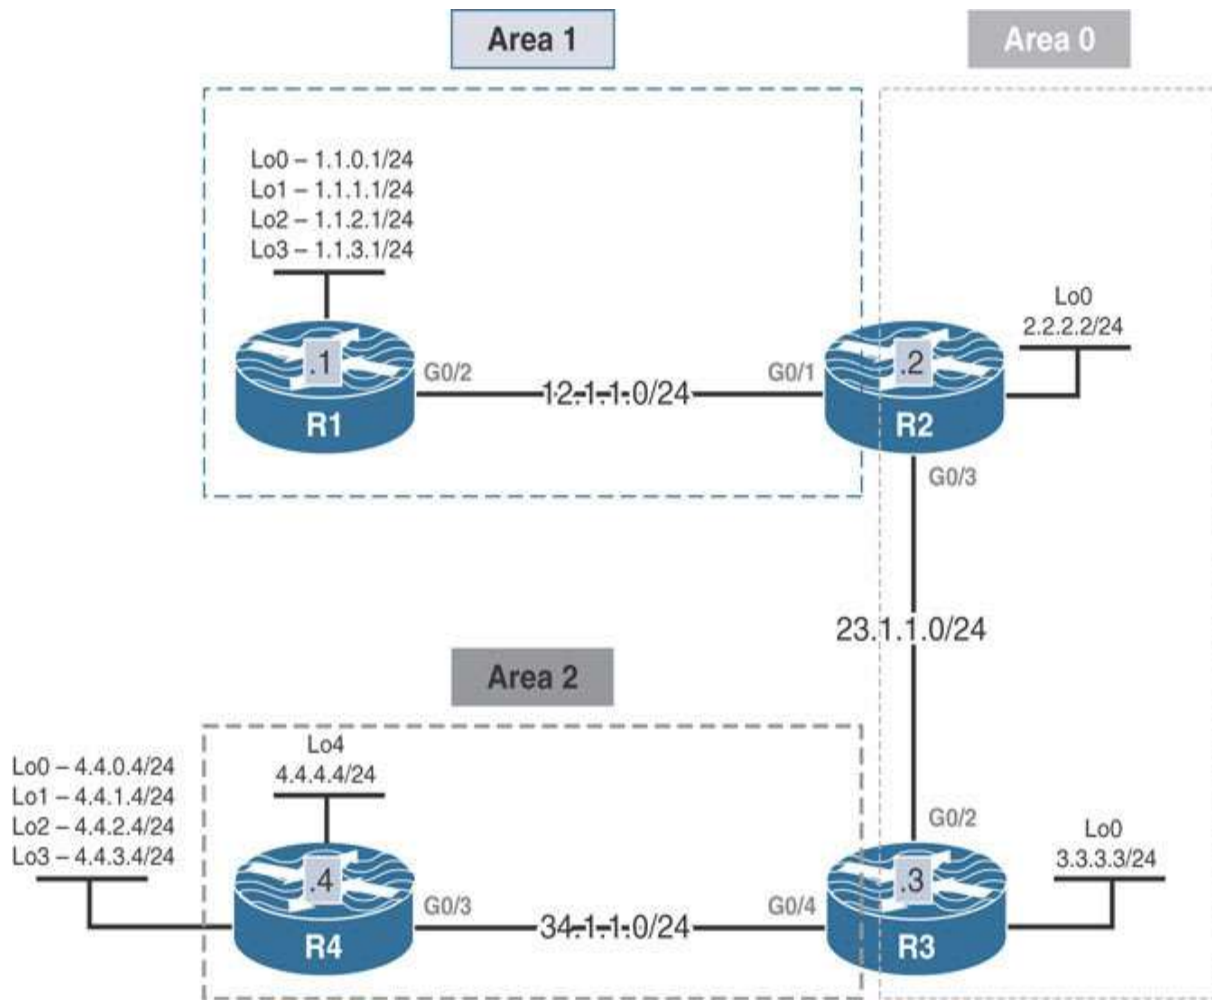 Area 1
Area 0
Lo0 – 1.1.0.1/24
Lo1 – 1.1.1.1/24
Lo2 – 1.1.2.1/24
Lo3 – 1.1.3.1/24
Lo0
2.2.2.2/24
.1
G0/2
12.1.1.0/24
G0/1
.2
R1
R2
G0/3
23.1.1.0/24
Area 2
Lo4
4.4.4.4/24
Lo0 – 4.4.0.4/24
Lo1 – 4.4.1.4/24
Lo2 – 4.4.2.4/24
Lo3 – 4.4.3.4/24
G0/2
Lo0
3.3.3.3/24
.4
G0/3
34.1.1.0/24
G0/4
.3
R4
R3